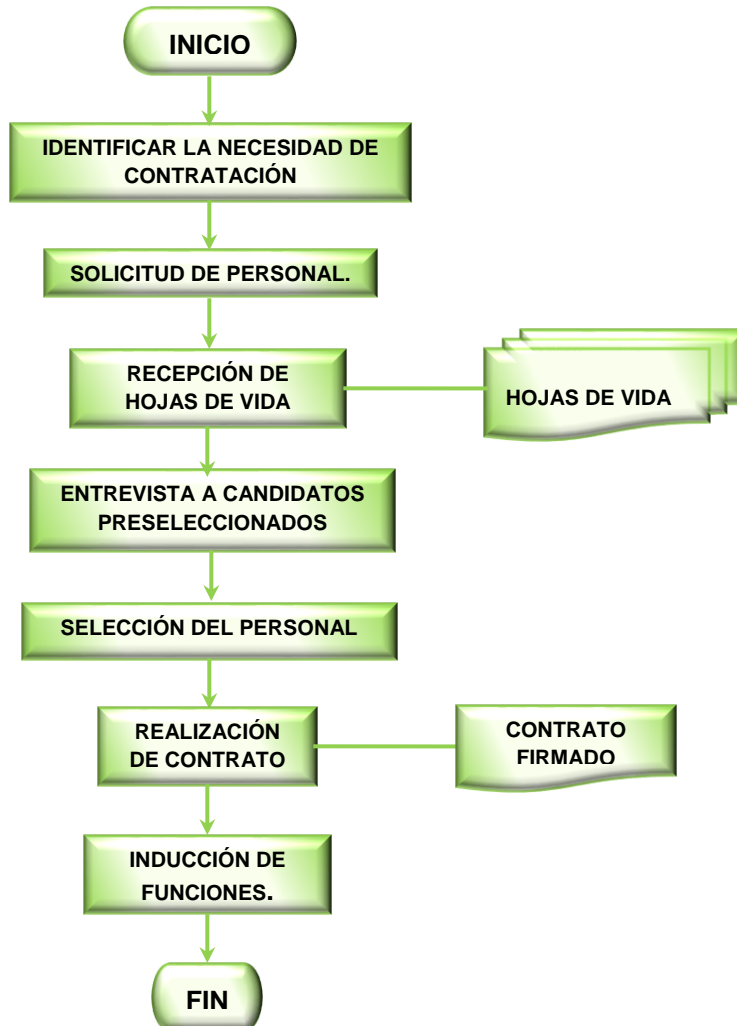 INICIO
IDENTIFICAR LA NECESIDAD DE
CONTRATACIÓN
SOLICITUD DE PERSONAL.
RECEPCIÓN DE
HOJAS DE VIDA
HOJAS DE VIDA
ENTREVISTA A CANDIDATOS
PRESELECCIONADOS
SELECCIÓN DEL PERSONAL
REALIZACIÓN
DE CONTRATO
CONTRATO
FIRMADO
INDUCCIÓN DE
FUNCIONES.
FIN